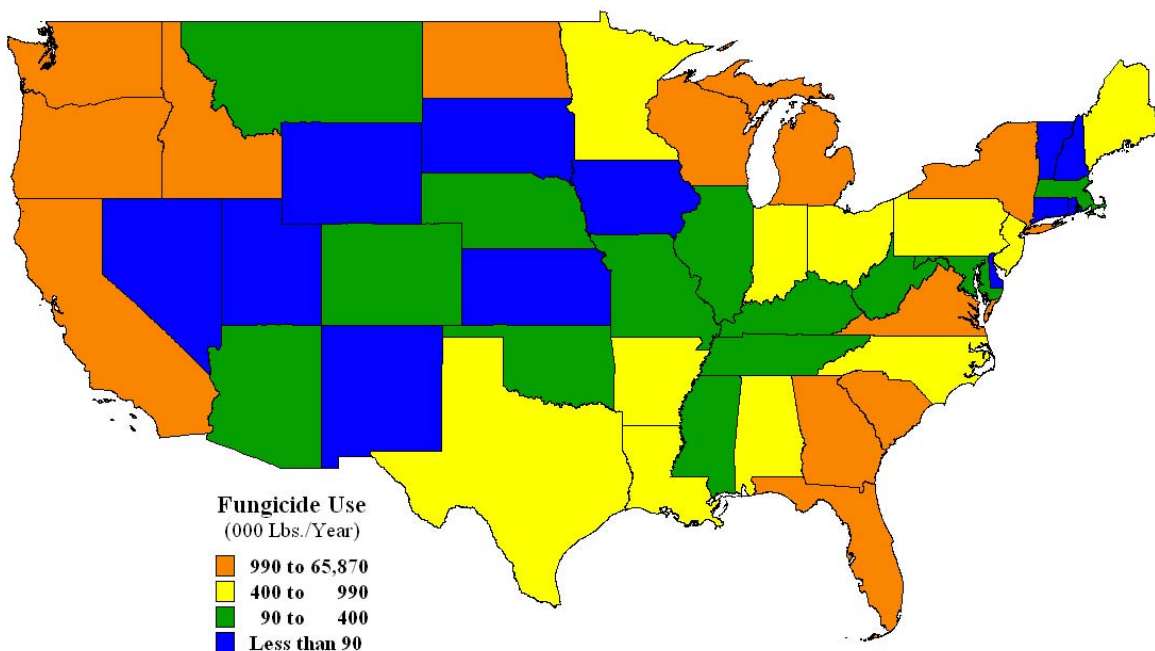 Fungicide Use
(000 Lbs./Year)
990 to 65,870
400 to 990
90 to 400
Less than 90